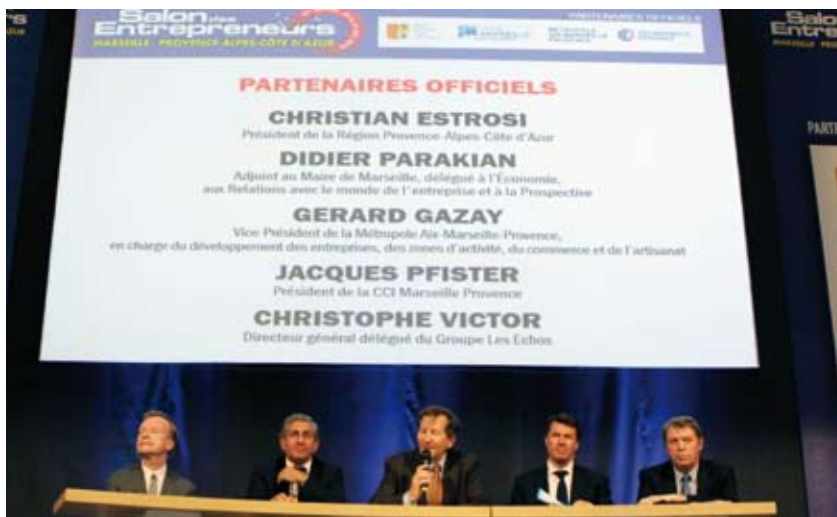 Salon des
Entrepreneurs
MARSEILLE - PROVENCE-ALPES-CÔTE D'AZUR
PARTENAIRES OFFICIELS
PARTENAIRES OFFICIELS
CHRISTIAN ESTROSI
Président de la Région Provence-Alpes-Côte d'Azur
DIDIER PARAKIAN
Adjoint au Maire de Marseille, délégué à l'Économie,
aux Relations avec le monde de l'entreprise et à la Prospective
GERARD GAZAY
Vice-Président de la Métropole Aix-Marseille-Provence,
en charge du développement des entreprises, des zones d'activité, du commerce et de l'artisanat
JACQUES PFISTER
Président de la CCI Marseille Provence
CHRISTOPHE VICTOR
Directeur général délégué du Groupe Les Echos